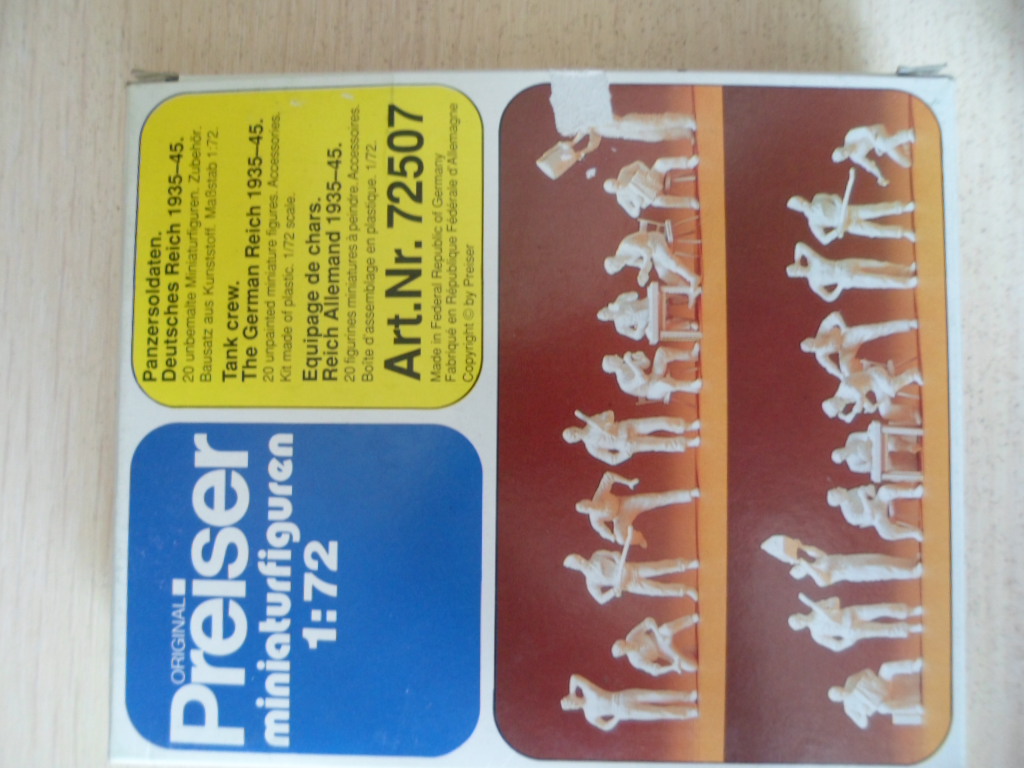 ORIGINAL
Preiser
miniaturfiguren
1:72
Panzersoldaten.
Deutsches Reich 1935–45.
20 unbemalte Miniaturfiguren. Zubehör.
Bausatz aus Kunststoff. Maßstab 1:72.
Tank crew.
The German Reich 1935–45.
20 unpainted miniature figures. Accessories.
Kit made of plastic. 1/72 scale.
Equipage de chars.
Reich Allemand 1935–45.
20 figurines miniatures à peindre. Accessoires.
Boîte d'assemblage en plastique. 1/72.
Art.Nr. 72507
Made in Federal Republic of Germany
Fabriqué en République Fédérale d'Allemagne
Copyright © by Preiser